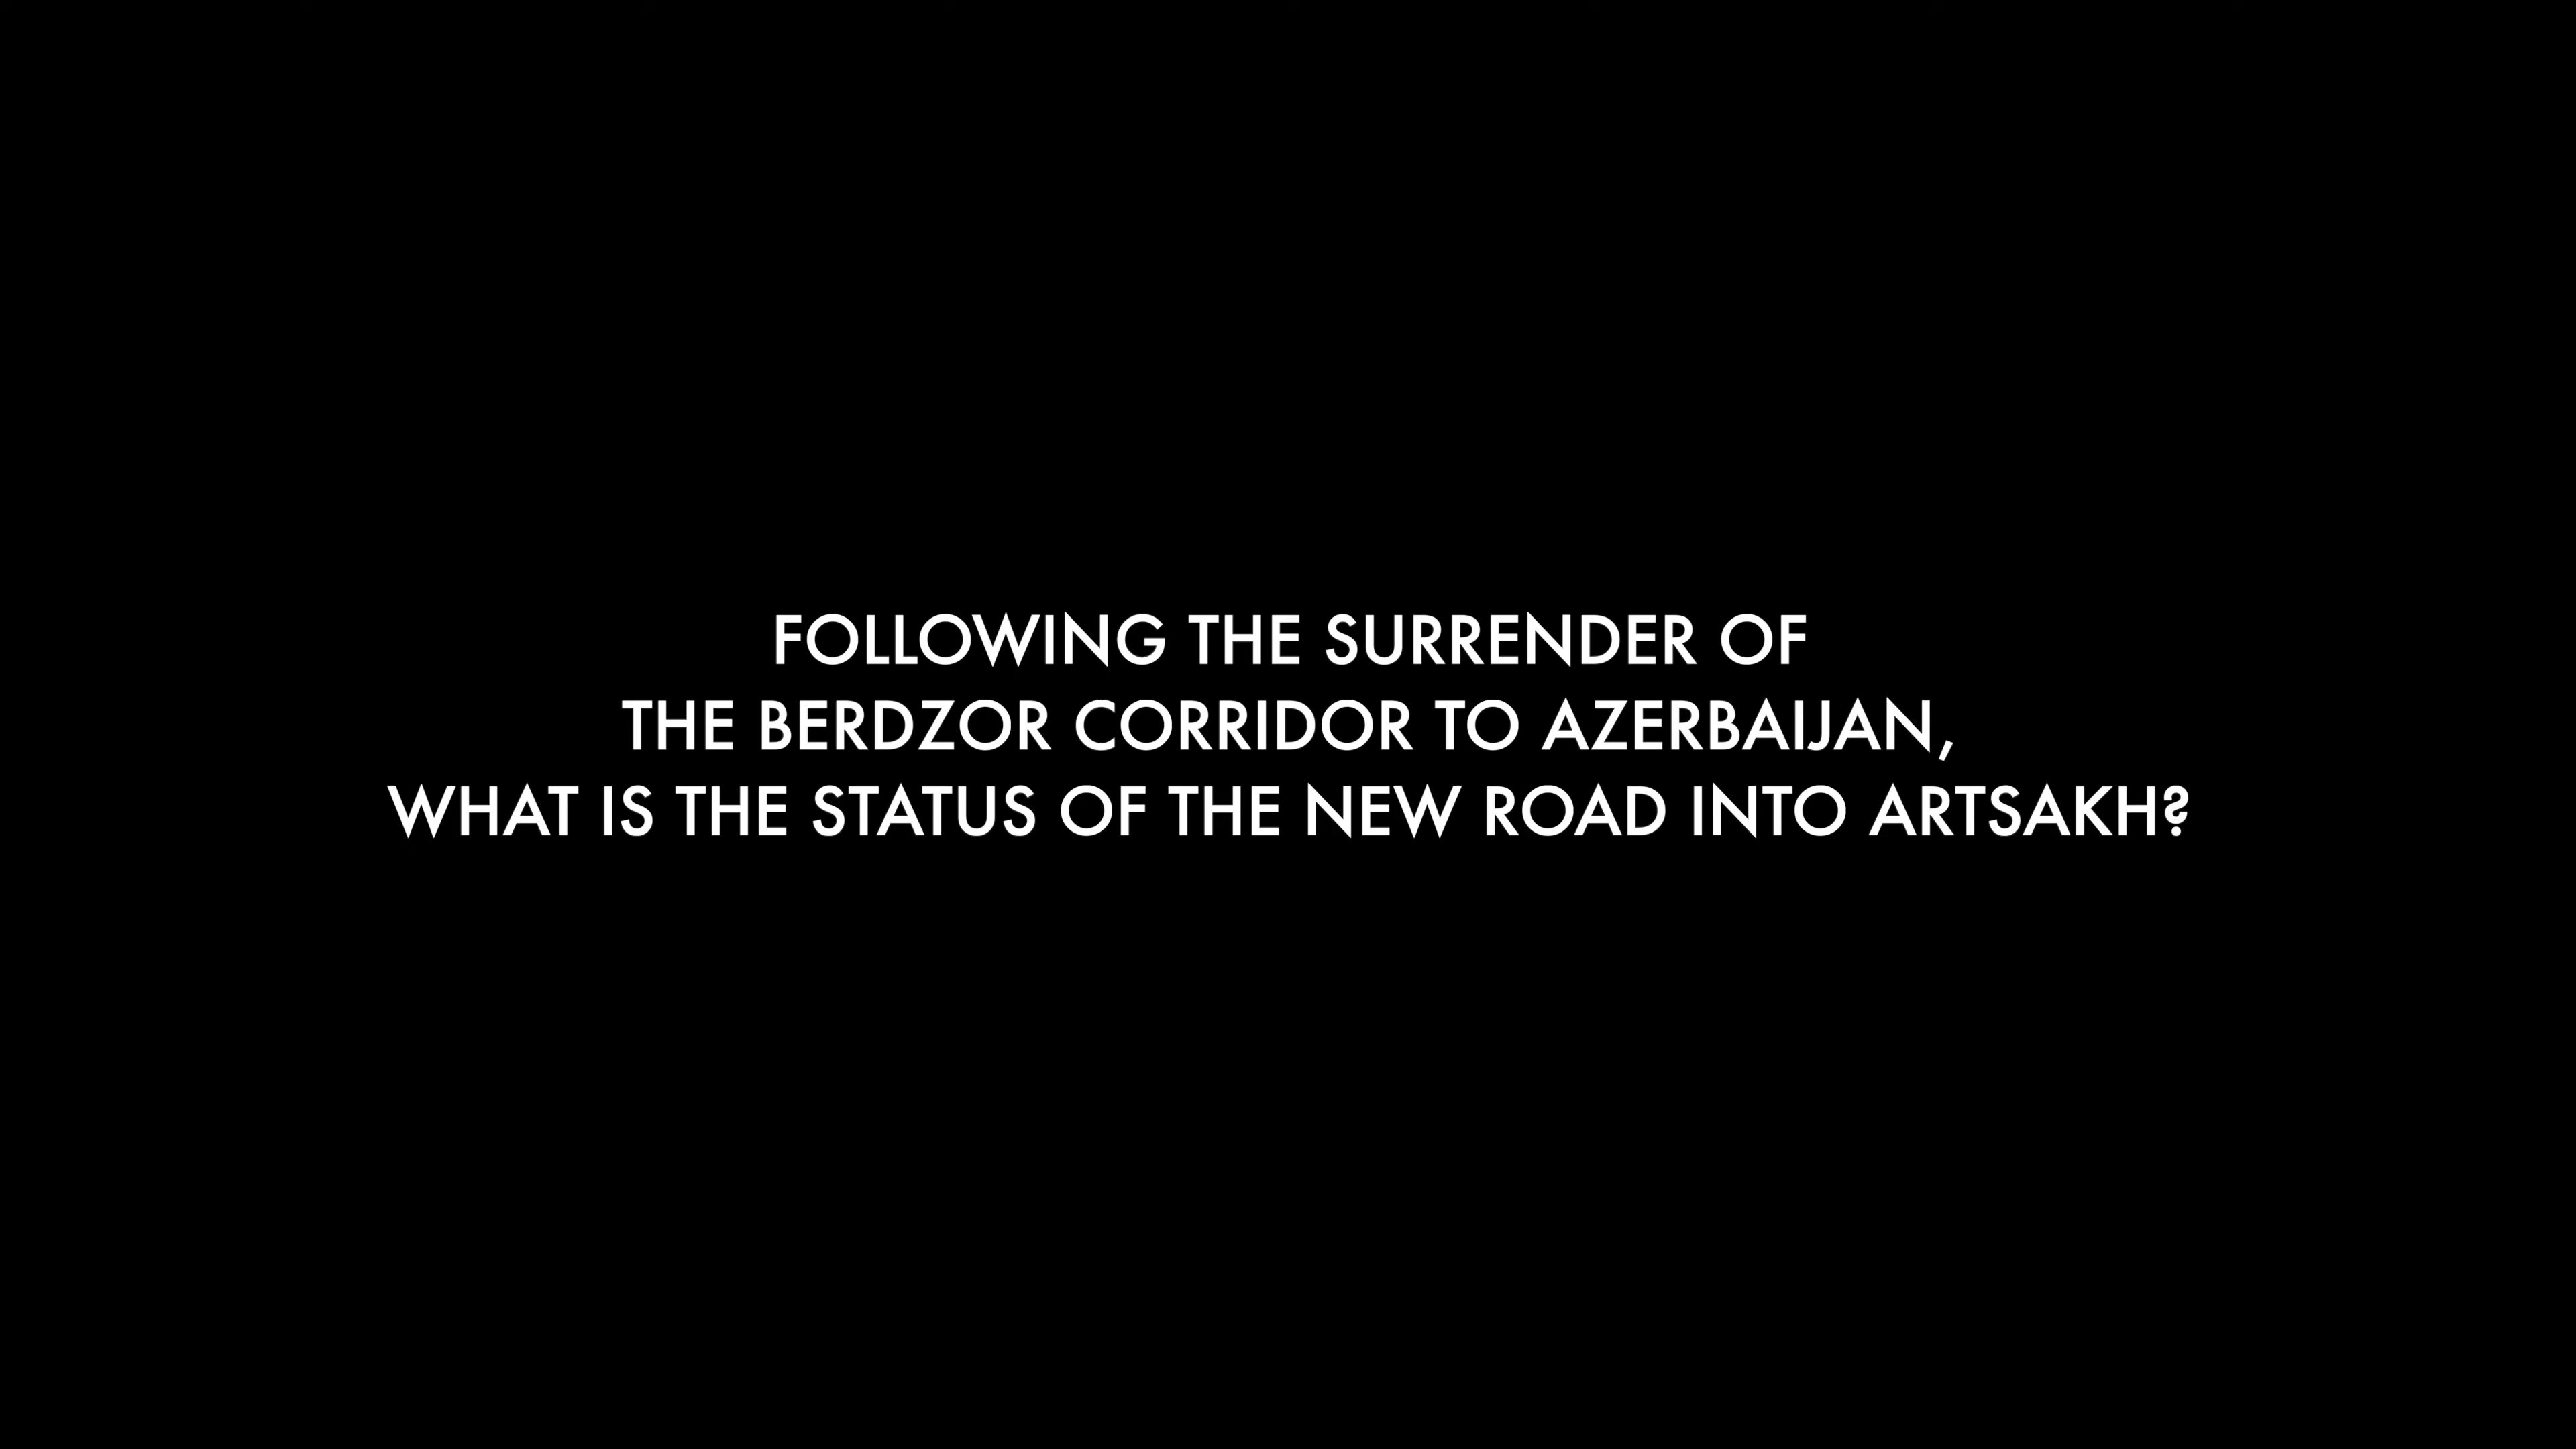 FOLLOWING THE SURRENDER OF
THE BERDZOR CORRIDOR TO AZERBAIJAN,
WHAT IS THE STATUS OF THE NEW ROAD INTO ARTSAKH?